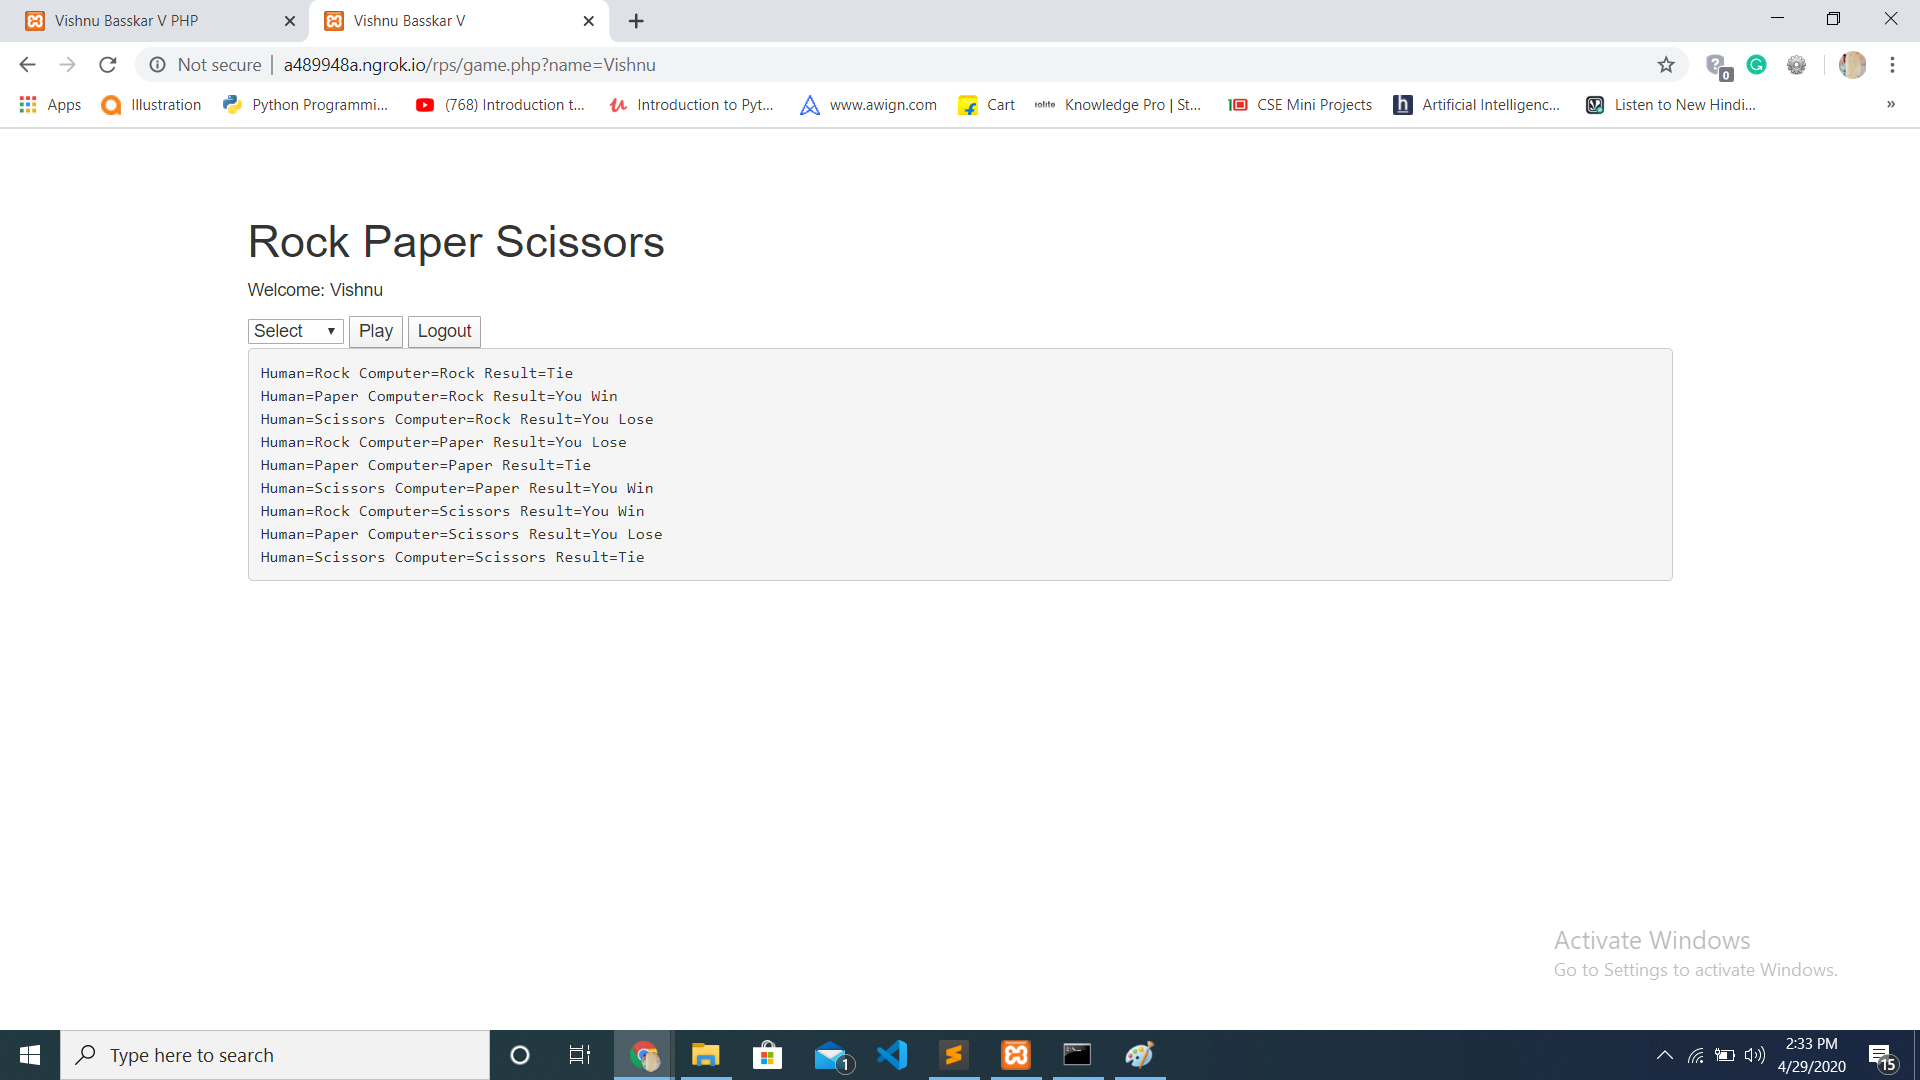 Vishnu Basskar V PHP
Vishnu Basskar V
Not secure | a489948a.ngrok.io/rps/game.php?name=Vishnu
0
Apps Illustration Python Programmi... (768) Introduction t... Introduction to Pyt... www.awign.com Cart iolite Knowledge Pro | St... CSE Mini Projects h Artificial Intelligenc... Listen to New Hindi... »
Rock Paper Scissors
Welcome: Vishnu
Select Play Logout
Human=Rock Computer=Rock Result=Tie
Human=Paper Computer=Rock Result=You Win
Human=Scissors Computer=Rock Result=You Lose
Human=Rock Computer=Paper Result=You Lose
Human=Paper Computer=Paper Result=Tie
Human=Scissors Computer=Paper Result=You Win
Human=Rock Computer=Scissors Result=You Win
Human=Paper Computer=Scissors Result=You Lose
Human=Scissors Computer=Scissors Result=Tie
Activate Windows
Go to Settings to activate Windows.
Type here to search
1
2:33 PM
4/29/2020
15